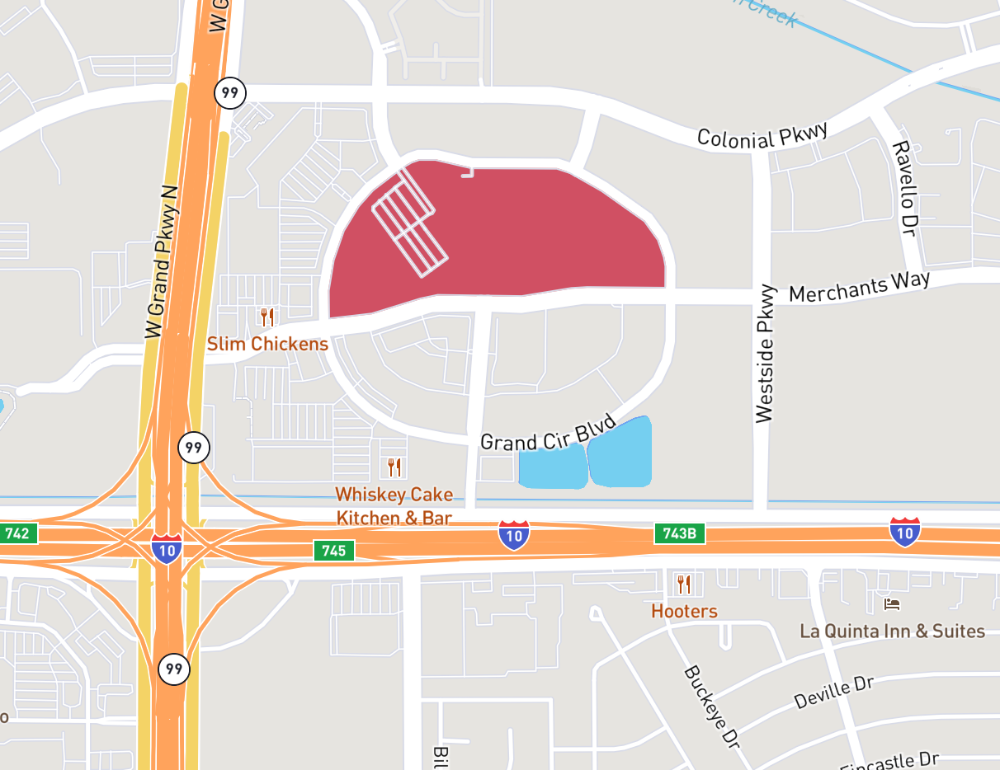 W G
n Creek
99
Colonial Pkwy
Ravello Dr
W Grand Pkwy N
Merchants Way
Westside Pkwy
Slim Chickens
Grand Cir Blvd
99
Whiskey Cake
Kitchen & Bar
742
10
745
10
743B
10
Hooters
La Quinta Inn & Suites
99
Buckeye Dr
Deville Dr
o
Bil
Fincastle Dr